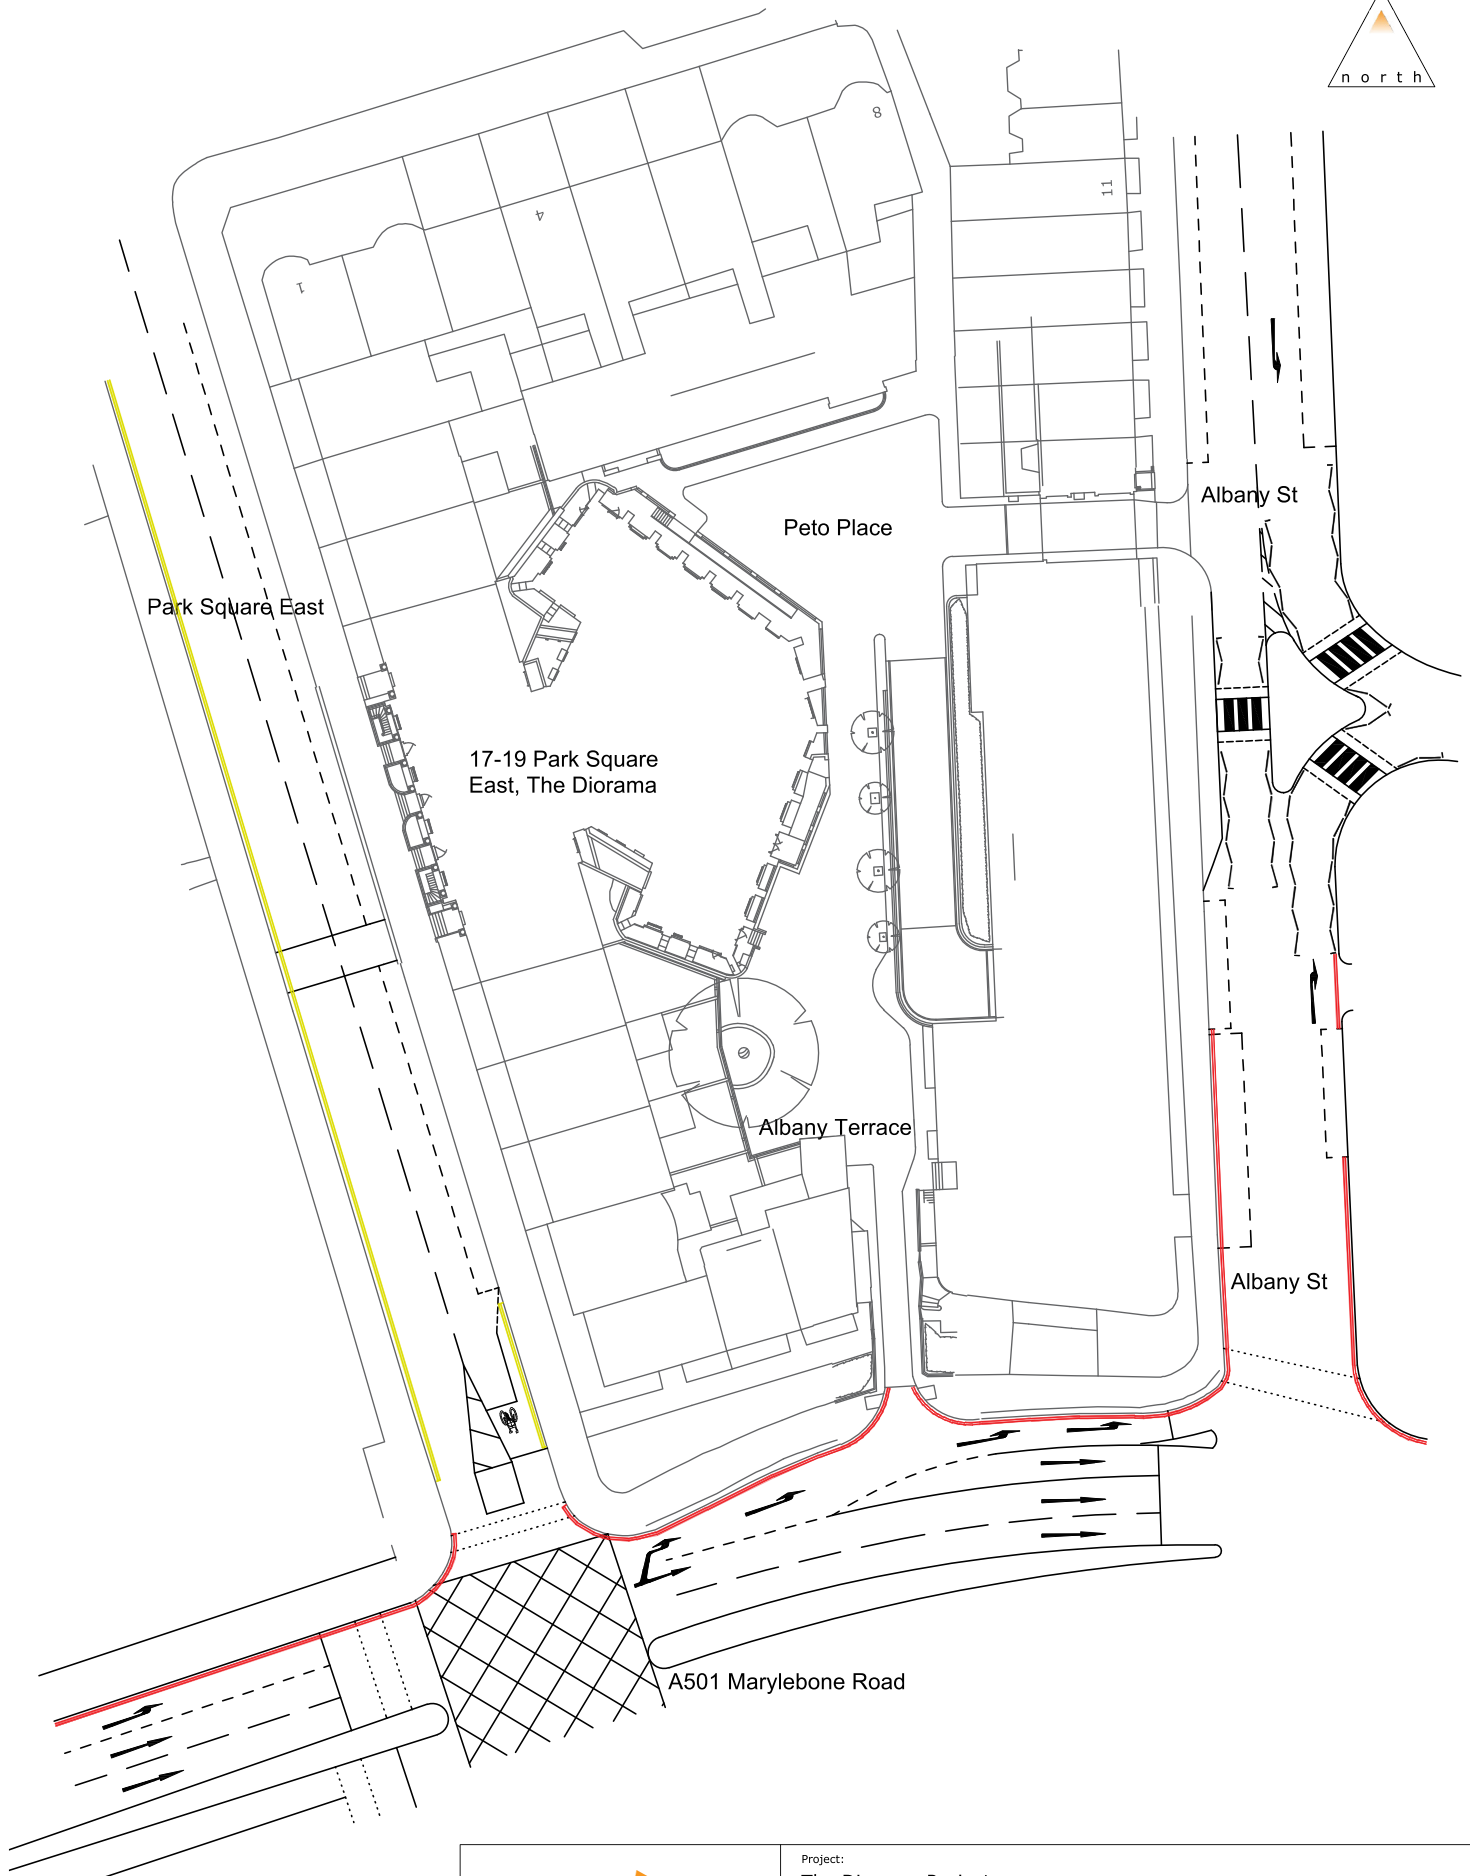 north
8
11
4
1
Albany St
Peto Place
Park Square East
17-19 Park Square
East, The Diorama
Albany Terrace
Albany St
A501 Marylebone Road
Project: